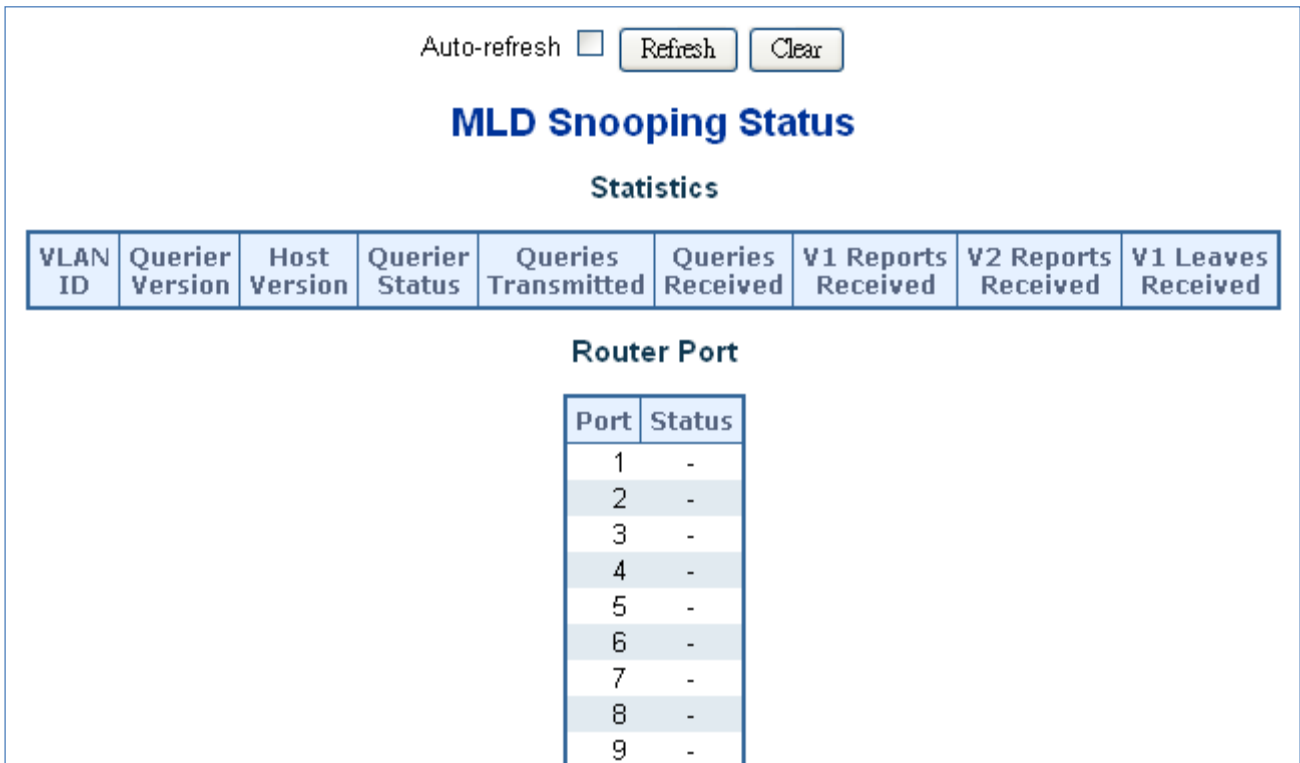 Auto-refresh Refresh Clear
MLD Snooping Status
Statistics
VLAN ID Querier Version Host Version Querier Status Queries Transmitted Queries Received V1 Reports Received V2 Reports Received V1 Leaves Received
Router Port
Port Status
1 -
2 -
3 -
4 -
5 -
6 -
7 -
8 -
9 -